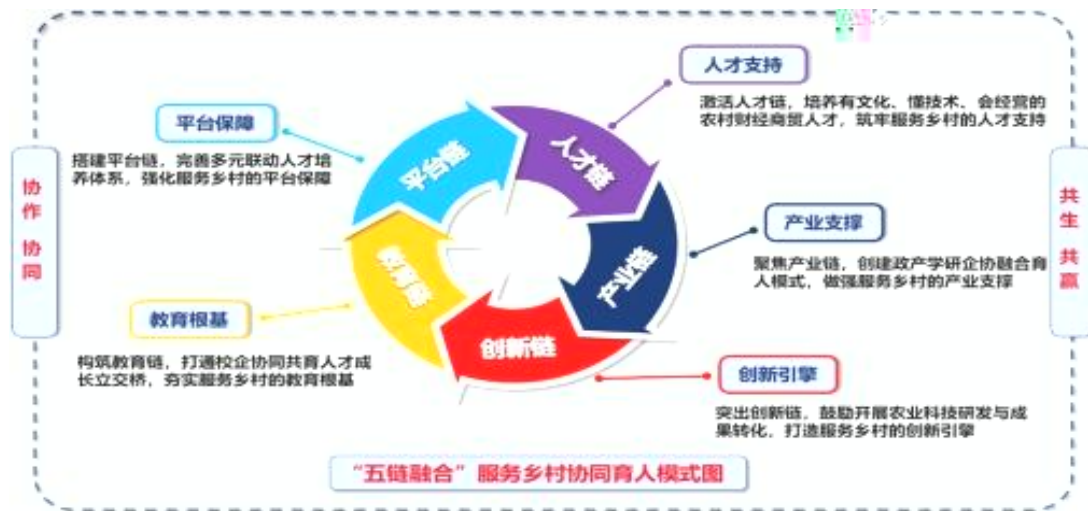 人才支持
激活人才链，培养有文化、懂技术、会经营的
农村财经商贸人才，筑牢服务乡村的人才支持
平台保障
搭建平台链，完善多元联动人才培
养体系，强化服务乡村的平台保障
平台链
人才链
协作 协同
共生 共赢
产业支撑
聚焦产业链，创建政产学研企协融合育
人模式，做强服务乡村的产业支撑
教育链
产业链
创新链
教育根基
构筑教育链，打通校企协同共育人才成
长立交桥，夯实服务乡村的教育根基
创新引擎
突出创新链，鼓励开展农业科技研发与成
果转化，打造服务乡村的创新引擎
“五链融合”服务乡村协同育人模式图